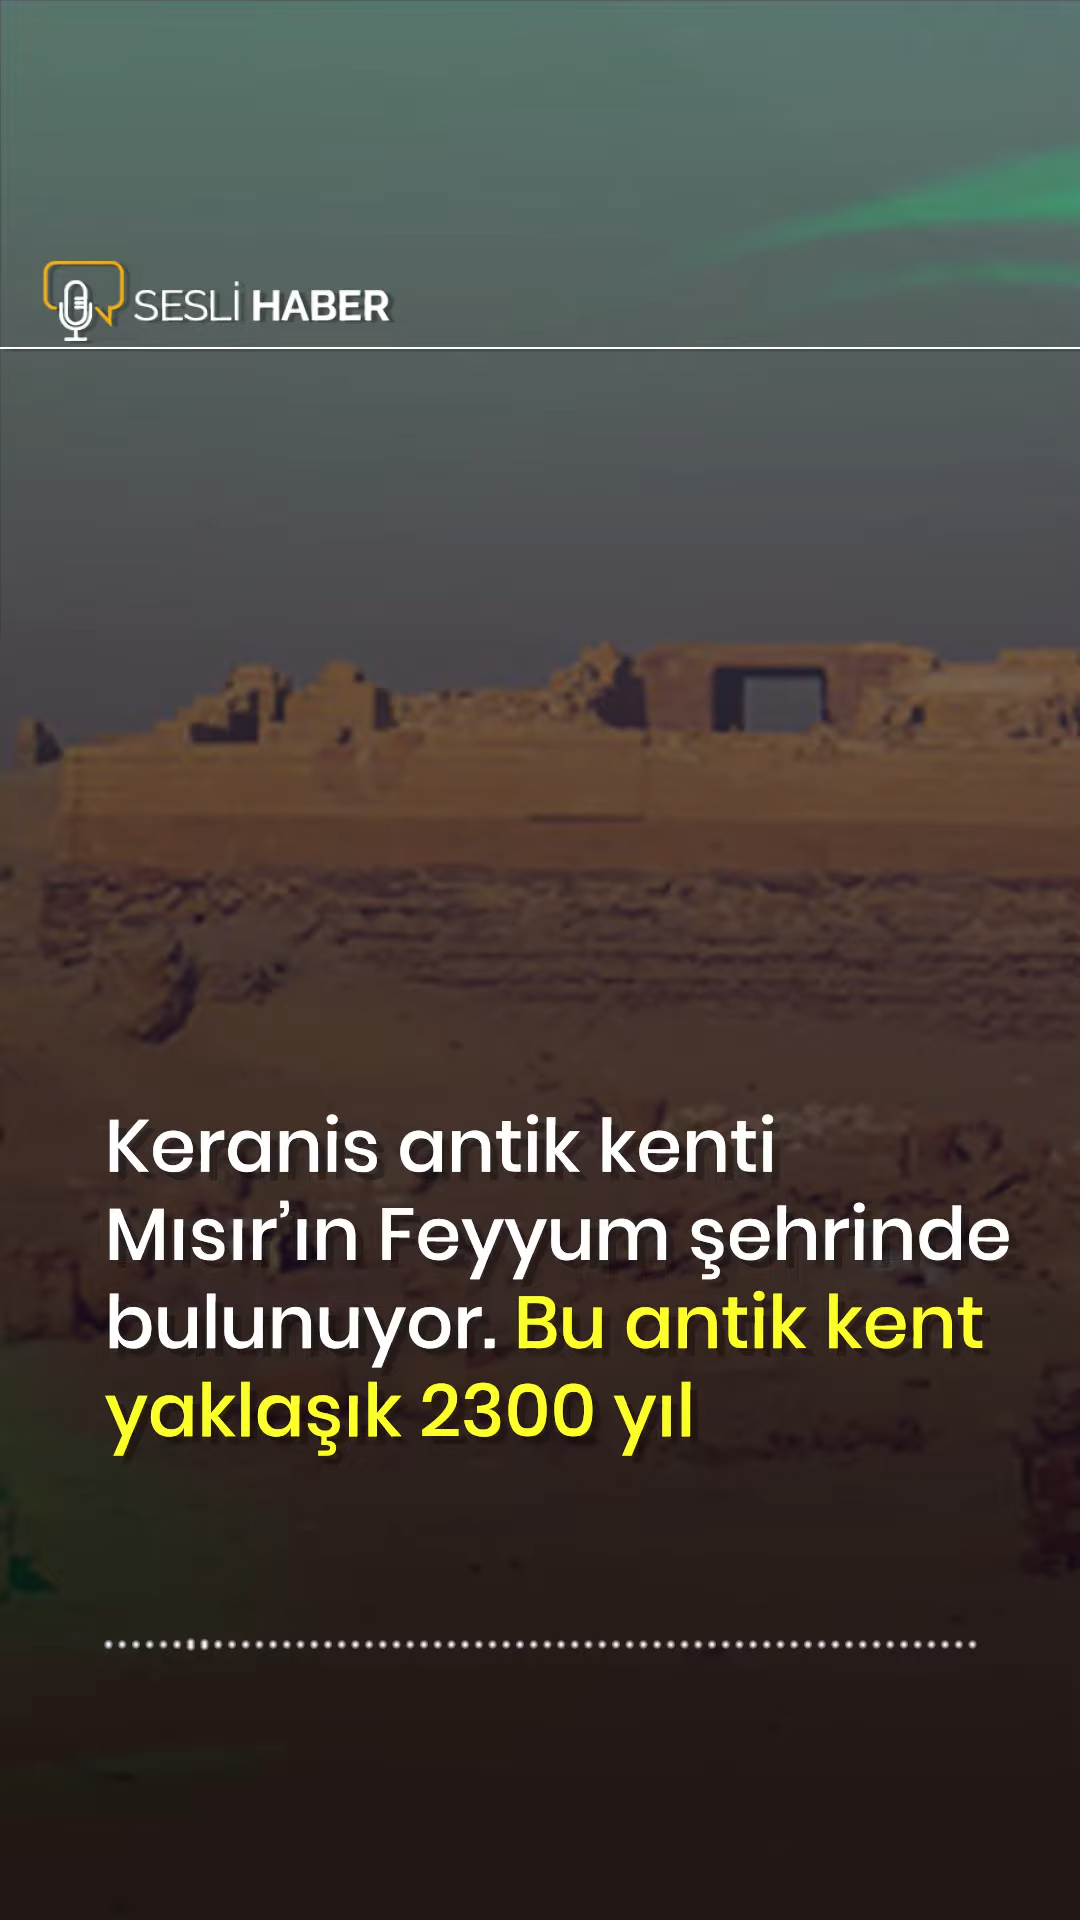 SESLİ HABER
Keranis antik kenti
Mısır’ın Feyyum şehrinde
bulunuyor. Bu antik kent
yaklaşık 2300 yıl